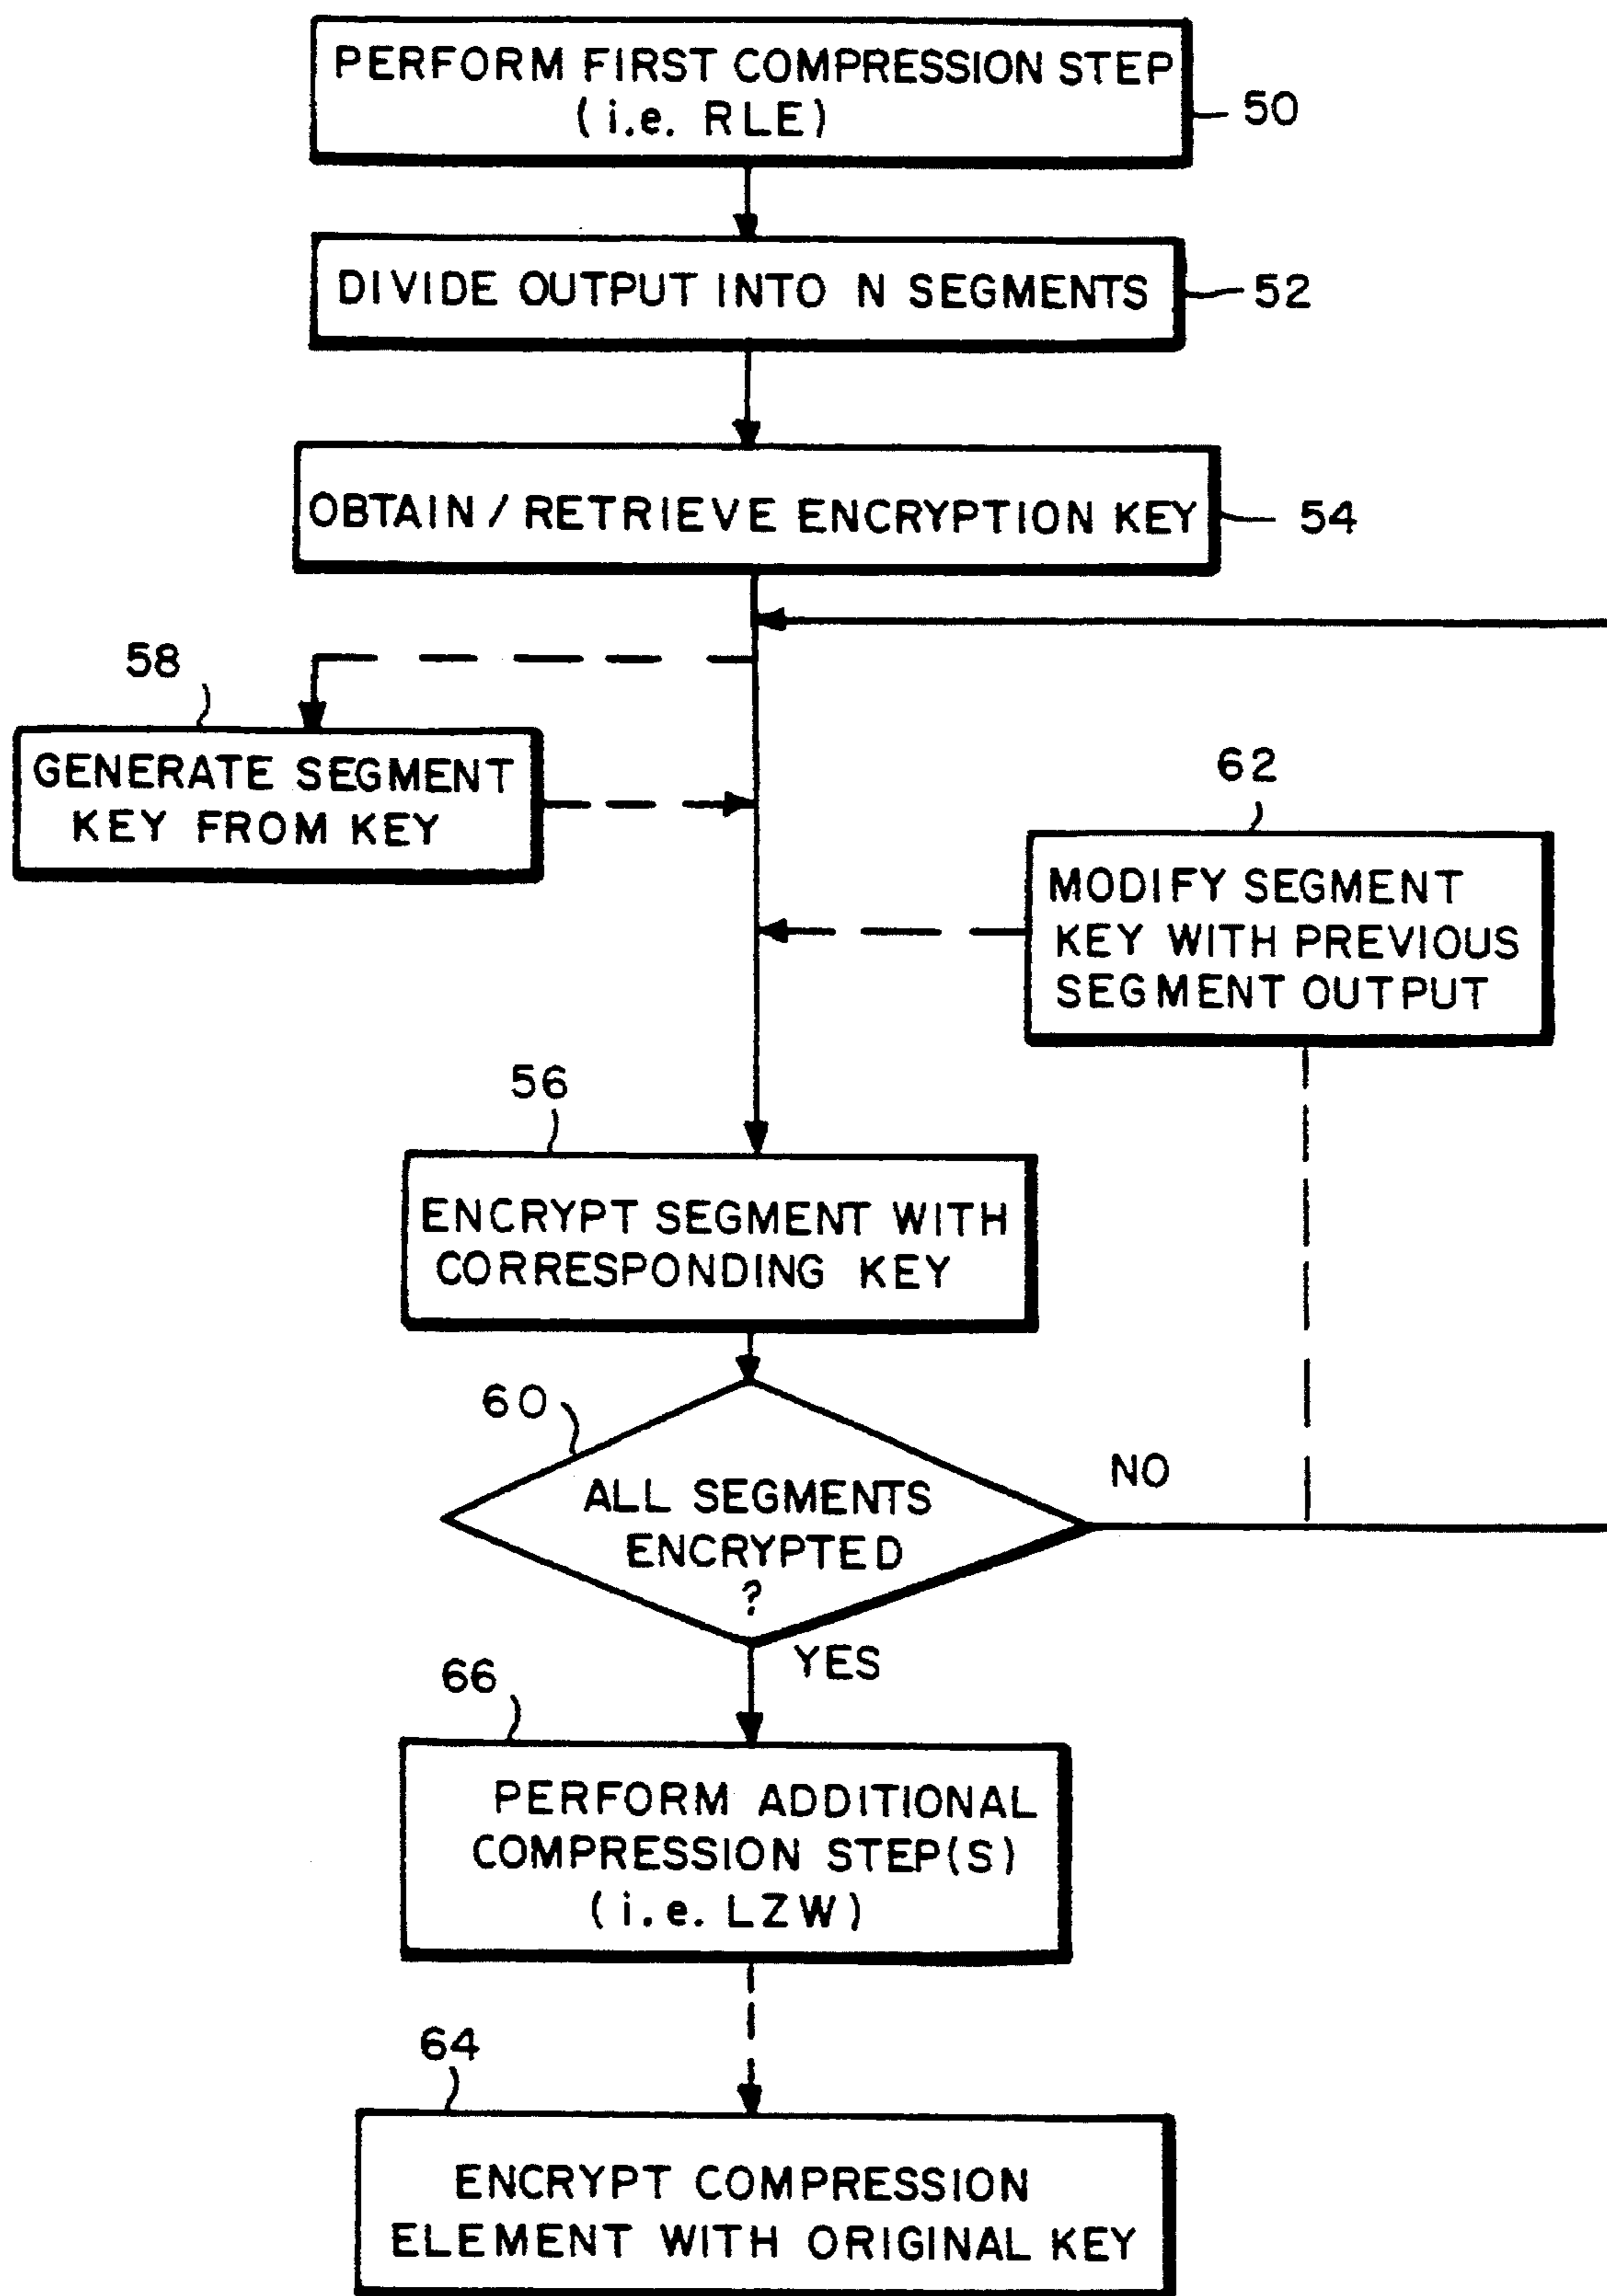 PERFORM FIRST COMPRESSION STEP
(i.e. RLE)
50
DIVIDE OUTPUT INTO N SEGMENTS
52
OBTAIN / RETRIEVE ENCRYPTION KEY
54
58
GENERATE SEGMENT
KEY FROM KEY
62
MODIFY SEGMENT
KEY WITH PREVIOUS
SEGMENT OUTPUT
56
ENCRYPT SEGMENT WITH
CORRESPONDING KEY
60
ALL SEGMENTS
ENCRYPTED
?
NO
YES
66
PERFORM ADDITIONAL
COMPRESSION STEP(S)
(i.e. LZW)
64
ENCRYPT COMPRESSION
ELEMENT WITH ORIGINAL KEY